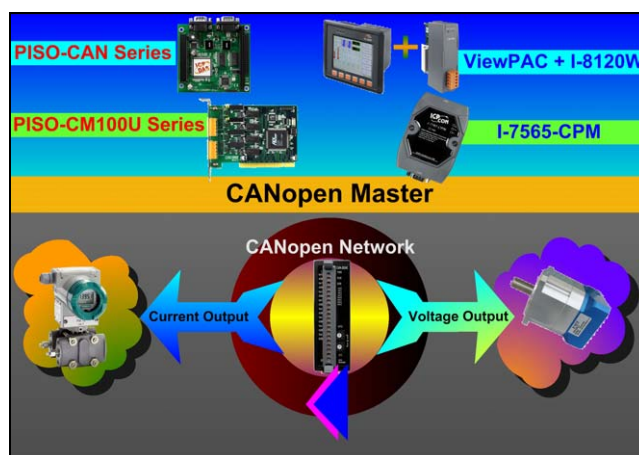 PISO-CAN Series
ViewPAC + I-8120W
PISO-CM100U Series
I-7565-CPM
CANopen Master
CANopen Network
Current Output
Voltage Output